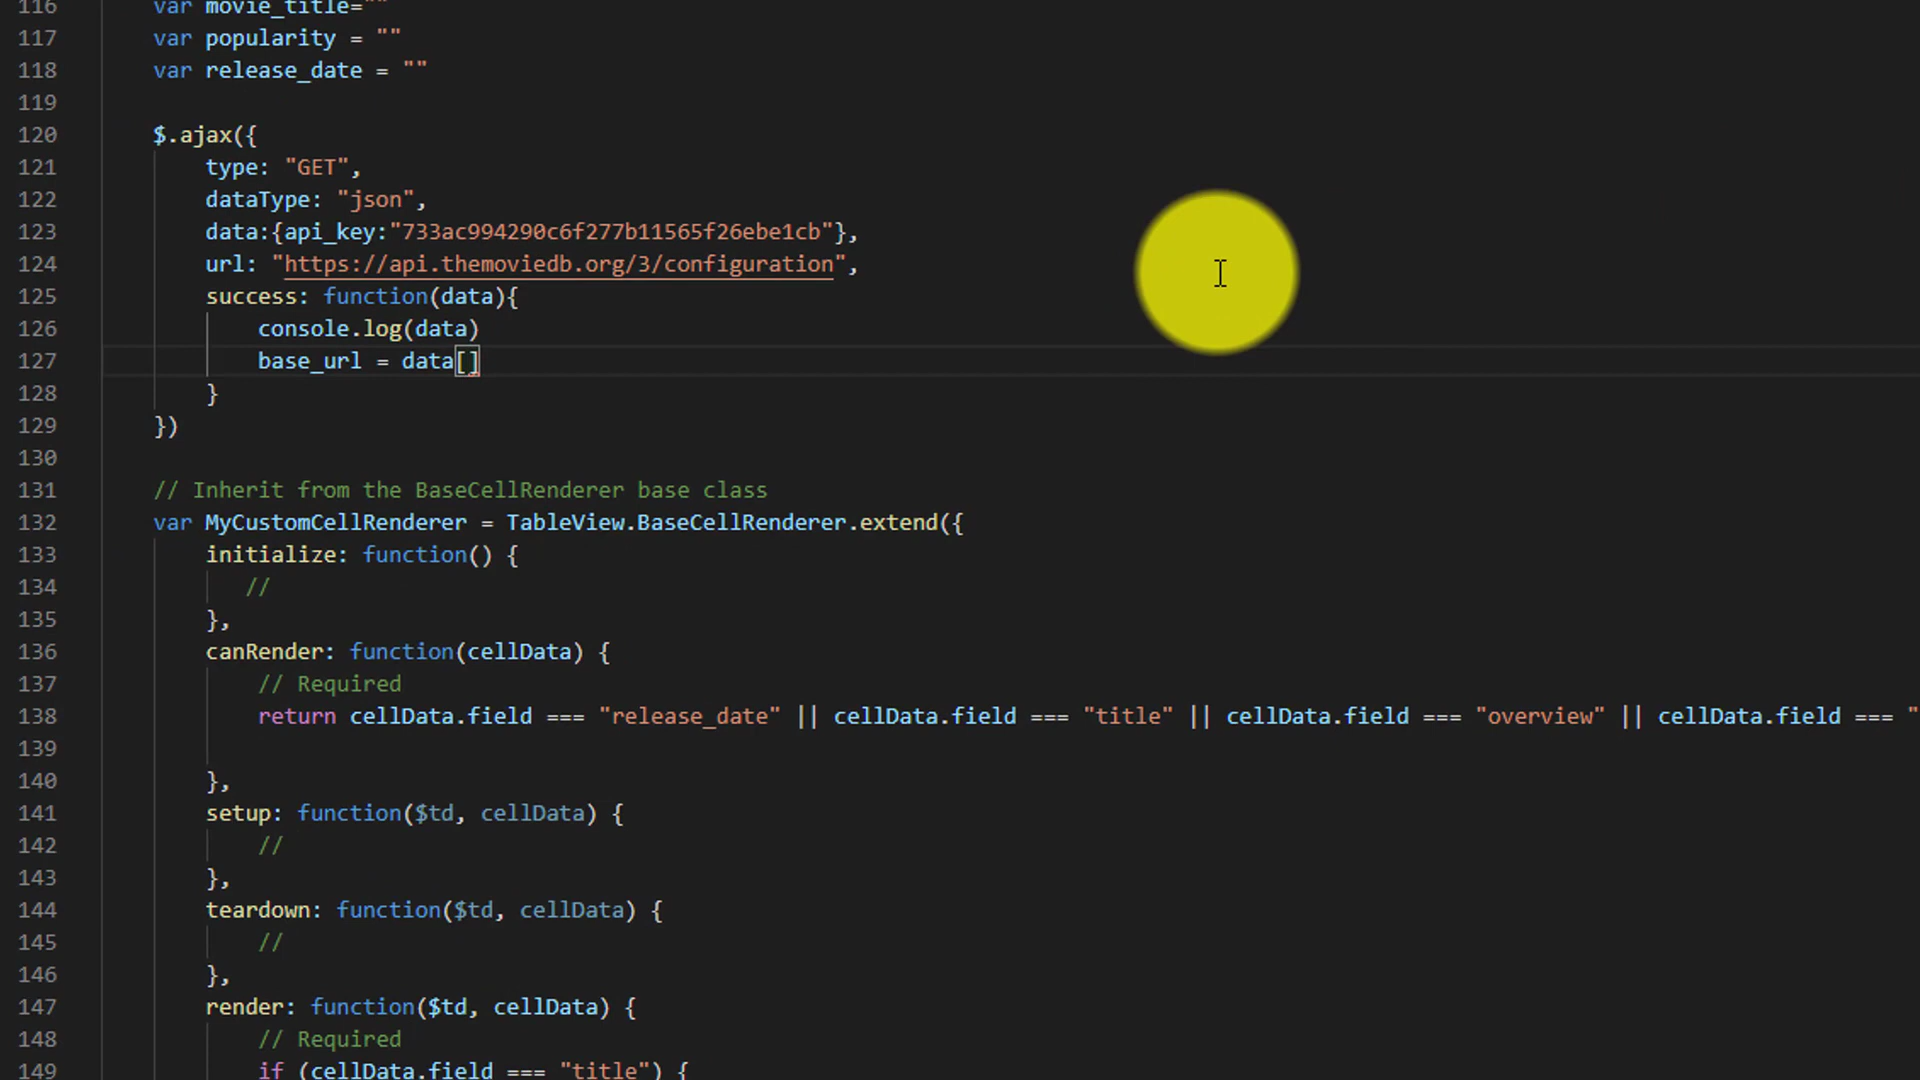 116 var movie_title=""
117 var popularity = ""
118 var release_date = ""
119
120 $.ajax({
121 type: "GET",
122 dataType: "json",
123 data:{api_key:"733ac994290c6f277b11565f26ebe1cb"},
124 url: "https://api.themoviedb.org/3/configuration",
125 success: function(data){
126 console.log(data)
127 base_url = data[]
128 }
129 })
130
131 // Inherit from the BaseCellRenderer base class
132 var MyCustomCellRenderer = TableView.BaseCellRenderer.extend({
133 initialize: function() {
134 //
135 },
136 canRender: function(cellData) {
137 // Required
138 return cellData.field === "release_date" || cellData.field === "title" || cellData.field === "overview" || cellData.field === "
139
140 },
141 setup: function($td, cellData) {
142 //
143 },
144 teardown: function($td, cellData) {
145 //
146 },
147 render: function($td, cellData) {
148 // Required
149 if (cellData.field === "title") {